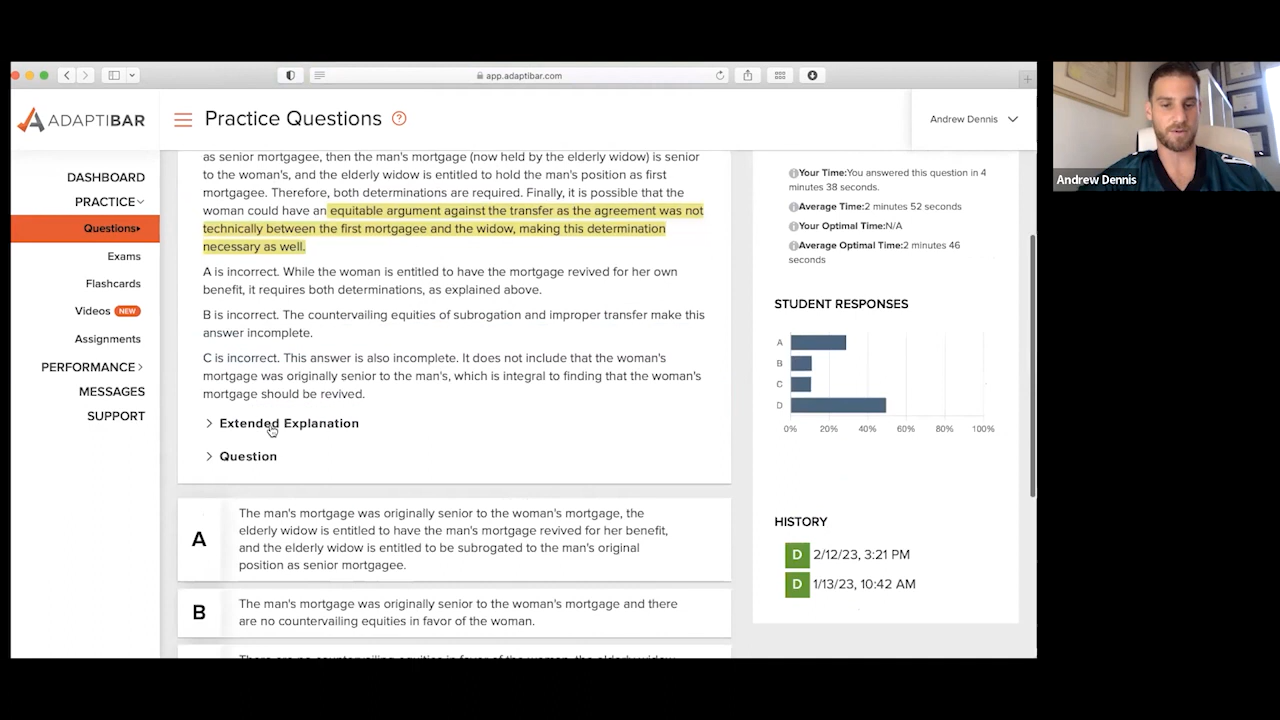 app.adaptibar.com
ADAPTIBAR
Practice Questions ?
Andrew Dennis
DASHBOARD
PRACTICE
Questions
Exams
Flashcards
Videos NEW
Assignments
PERFORMANCE
MESSAGES
SUPPORT
as senior mortgagee, then the man's mortgage (now held by the elderly widow) is senior
to the woman's, and the elderly widow is entitled to hold the man's position as first
mortgagee. Therefore, both determinations are required. Finally, it is possible that the
woman could have an equitable argument against the transfer as the agreement was not
technically between the first mortgagee and the widow, making this determination
necessary as well.
A is incorrect. While the woman is entitled to have the mortgage revived for her own
benefit, it requires both determinations, as explained above.
B is incorrect. The countervailing equities of subrogation and improper transfer make this
answer incomplete.
C is incorrect. This answer is also incomplete. It does not include that the woman's
mortgage was originally senior to the man's, which is integral to finding that the woman's
mortgage should be revived.
Extended Explanation
Question
A
The man's mortgage was originally senior to the woman's mortgage, the
elderly widow is entitled to have the man's mortgage revived for her benefit,
and the elderly widow is entitled to be subrogated to the man's original
position as senior mortgagee.
B
The man's mortgage was originally senior to the woman's mortgage and there
are no countervailing equities in favor of the woman.
There are no countervailing equities in favor of the woman, the elderly widow
Your Time:You answered this question in 4
minutes 38 seconds.
Average Time:2 minutes 52 seconds
Your Optimal Time:N/A
Average Optimal Time:2 minutes 46
seconds
STUDENT RESPONSES
A
B
C
D
0% 20% 40% 60% 80% 100%
HISTORY
D 2/12/23, 3:21 PM
D 1/13/23, 10:42 AM
Andrew Dennis